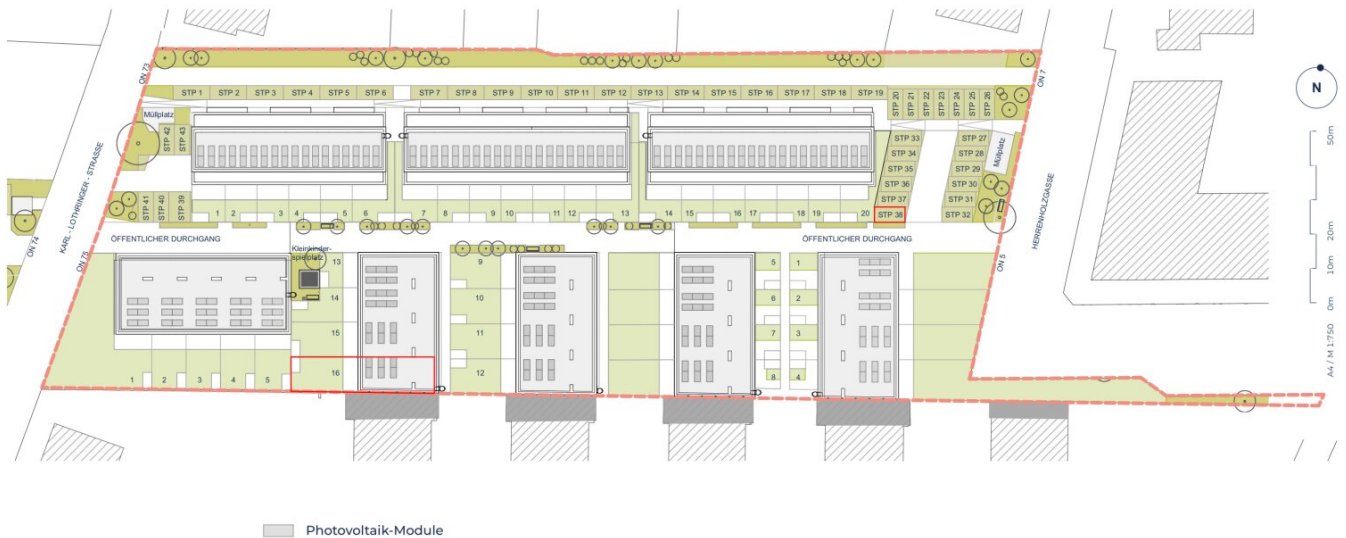 ON 73
ON 7
STP 1 STP 2 STP 3 STP 4 STP 5 STP 6 STP 7 STP 8 STP 9 STP 10 STP 11 STP 12 STP 13 STP 14 STP 15 STP 16 STP 17 STP 18 STP 19 STP 20 STP 21 STP 22 STP 23 STP 24 STP 25 STP 26
N
Müllplatz
STP 42 STP 43
STP 33 STP 27
STP 34 STP 28
STP 35 STP 29
STP 36 STP 30
STP 37 STP 31
STP 38 STP 32
Müllplatz
KARL - LOTHRINGER - STRASSE
HERRENHOLZGASSE
STP 41 STP 40 STP 39
1 2 3 4 5 6 7 8 9 10 11 12 13 14 15 16 17 18 19 20
ON 74
ON 75
ÖFFENTLICHER DURCHGANG
ÖFFENTLICHER DURCHGANG
ON 5
Kleinkinder-
spielplatz
13 9 5 1
14 10 6 2
15 11 7 3
16 12 8 4
1 2 3 4 5
50m
20m
10m
0m
A4 / M 1:750
Photovoltaik-Module